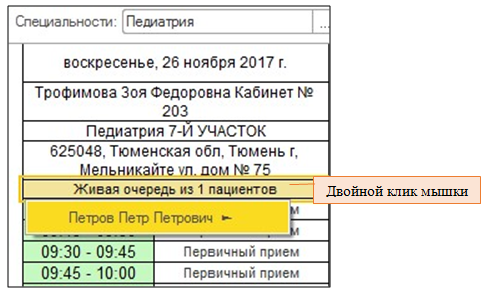 Специальности: Педиатрия ...
воскресенье, 26 ноября 2017 г.
Трофимова Зоя Федоровна Кабинет №
203
Педиатрия 7-Й УЧАСТОК
625048, Тюменская обл, Тюмень г,
Мельникайте ул, дом № 75
Живая очередь из 1 пациентов
Двойной клик мышки
Петров Петр Петрович
09:30 - 09:45 Первичный прием
09:45 - 10:00 Первичный прием